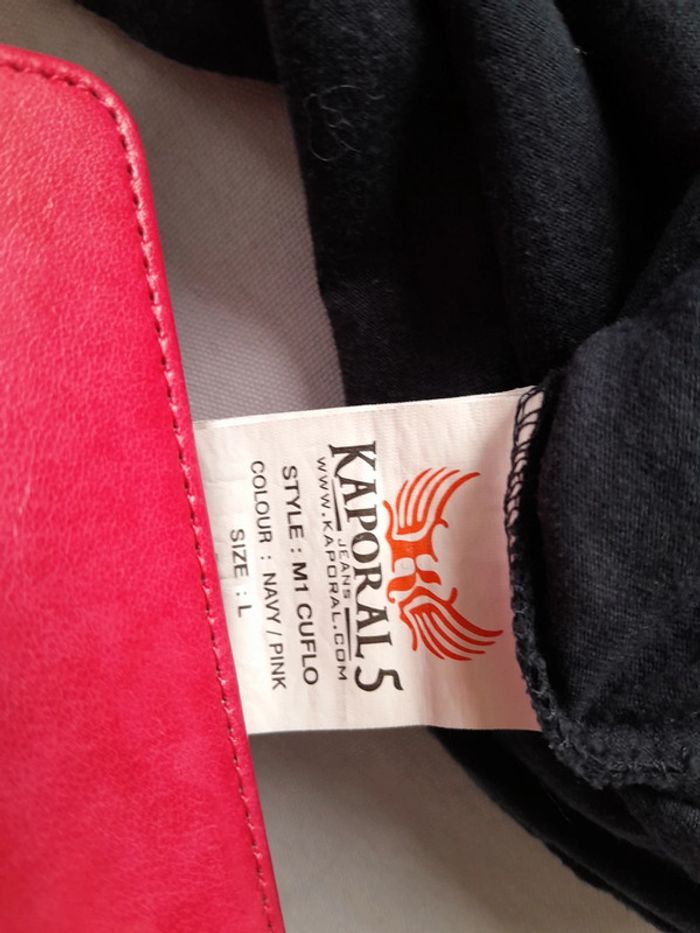 KAPORAL 5
JEANS
WWW.KAPORAL.COM
STYLE : M1 CUFLO
COLOUR : NAVY / PINK
SIZE : L